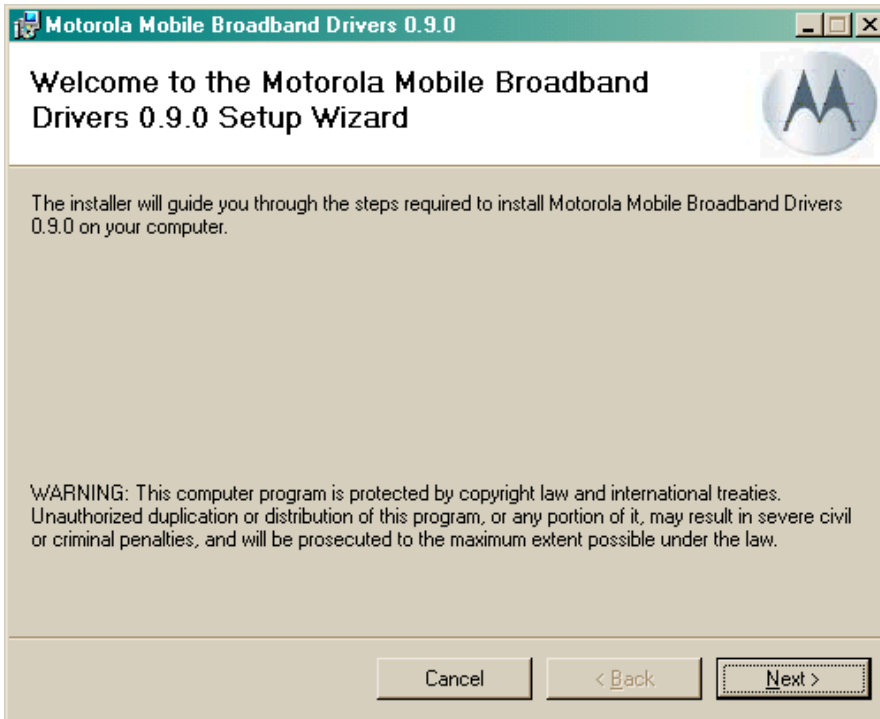 Motorola Mobile Broadband Drivers 0.9.0
Welcome to the Motorola Mobile Broadband
Drivers 0.9.0 Setup Wizard
The installer will guide you through the steps required to install Motorola Mobile Broadband Drivers
0.9.0 on your computer.
WARNING: This computer program is protected by copyright law and international treaties.
Unauthorized duplication or distribution of this program, or any portion of it, may result in severe civil
or criminal penalties, and will be prosecuted to the maximum extent possible under the law.
Cancel < Back Next >